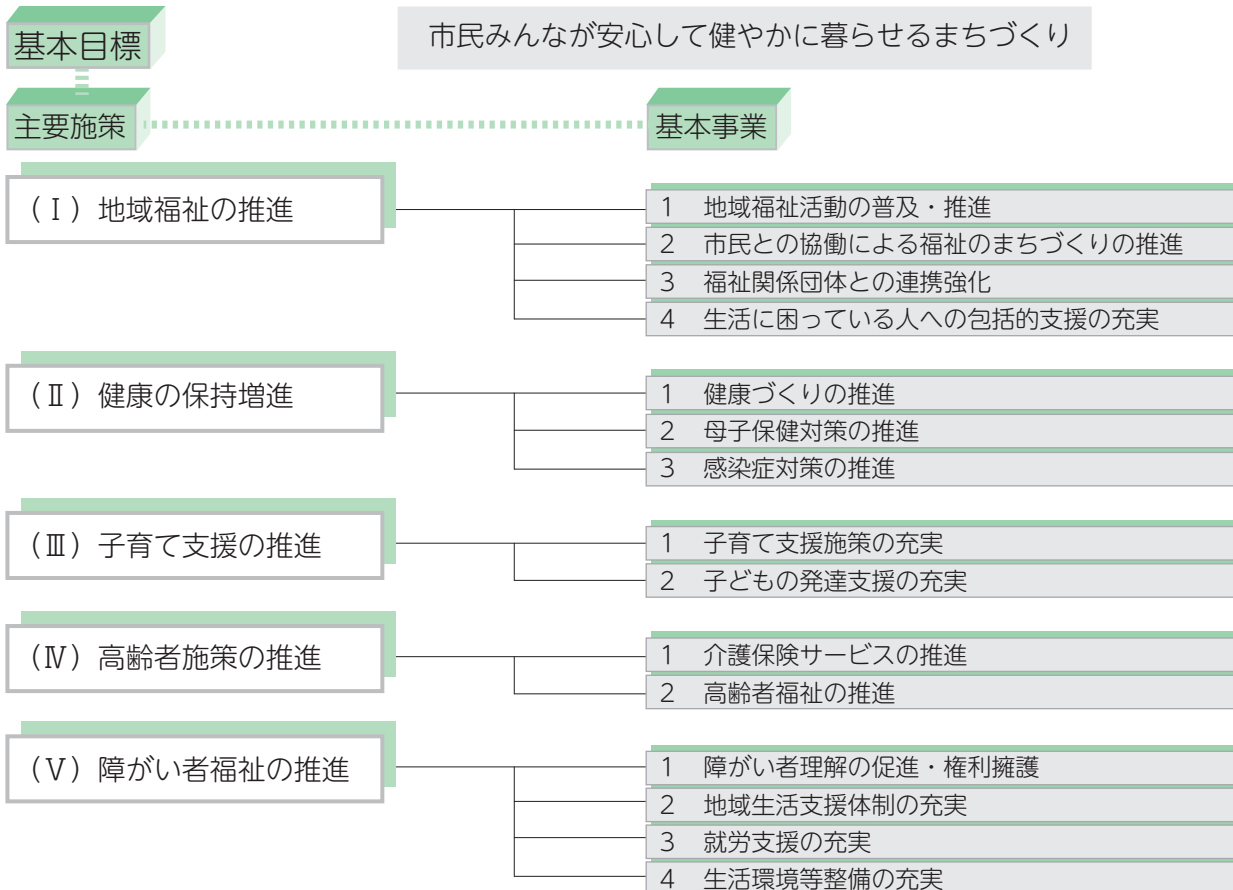 基本目標
市民みんなが安心して健やかに暮らせるまちづくり
主要施策
基本事業
(Ⅰ) 地域福祉の推進
1 地域福祉活動の普及・推進
2 市民との協働による福祉のまちづくりの推進
3 福祉関係団体との連携強化
4 生活に困っている人への包括的支援の充実
(Ⅱ) 健康の保持増進
1 健康づくりの推進
2 母子保健対策の推進
3 感染症対策の推進
(Ⅲ) 子育て支援の推進
1 子育て支援施策の充実
2 子どもの発達支援の充実
(Ⅳ) 高齢者施策の推進
1 介護保険サービスの推進
2 高齢者福祉の推進
(Ⅴ) 障がい者福祉の推進
1 障がい者理解の促進・権利擁護
2 地域生活支援体制の充実
3 就労支援の充実
4 生活環境等整備の充実